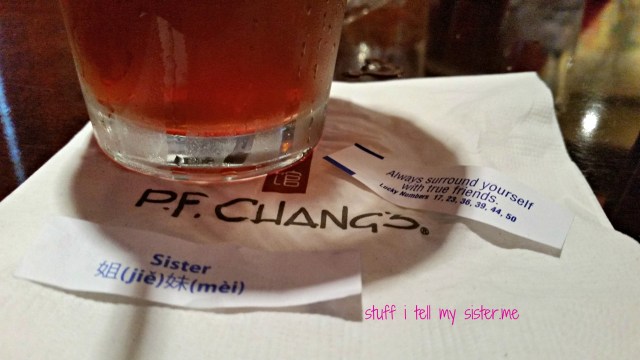 P.F. CHANG'S®
Always surround yourself
with true friends.
Lucky Numbers 17, 23, 36, 39, 44, 50
Sister
姐(jiě)妹(mèi)
stuff i tell my sister.me